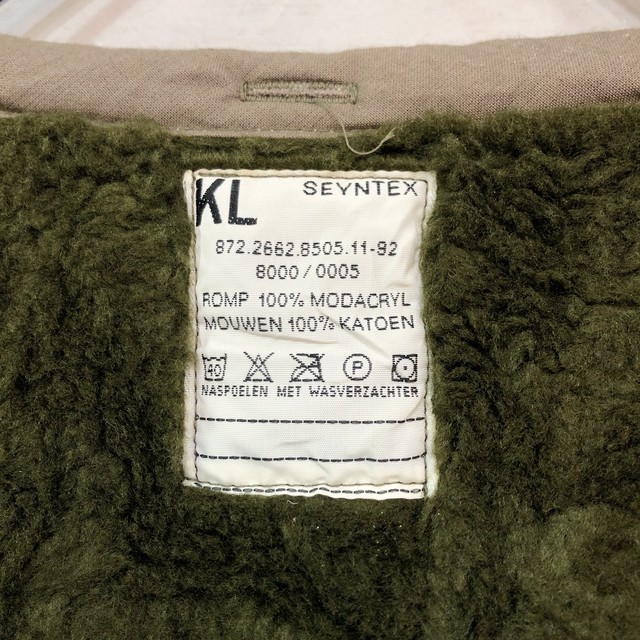 KL SEYNTEX
872.2662.8505.11-92
8000/0005
ROMP 100% MODACRYL
MOUWEN 100% KATOEN
40 P
NASPOELEN MET WASVERZACHTER